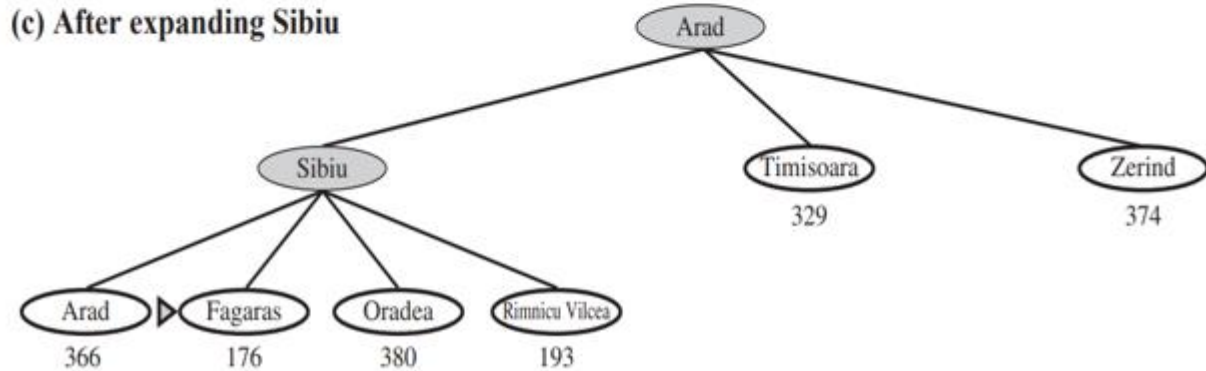 (c) After expanding Sibiu
Arad
Sibiu
Timisoara
Zerind
329
374
Arad
Fagaras
Oradea
Rimnicu Vilcea
366
176
380
193